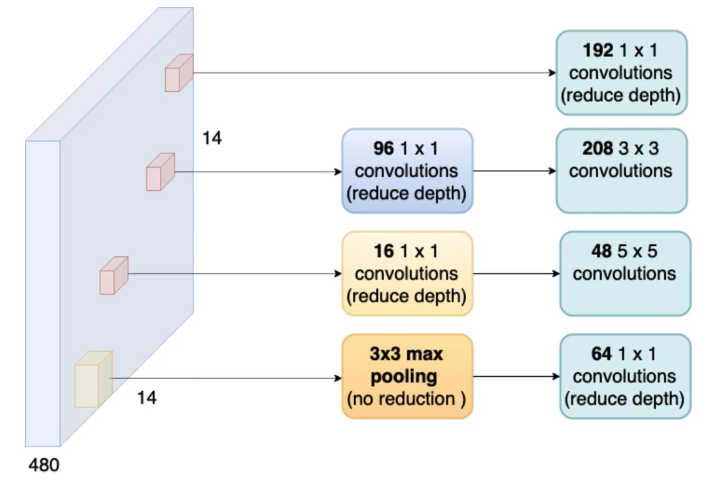 192 1 x 1
convolutions
(reduce depth)
14
96 1 x 1
convolutions
(reduce depth)
208 3 x 3
convolutions
16 1 x 1
convolutions
(reduce depth)
48 5 x 5
convolutions
3x3 max
pooling
(no reduction )
64 1 x 1
convolutions
(reduce depth)
14
480